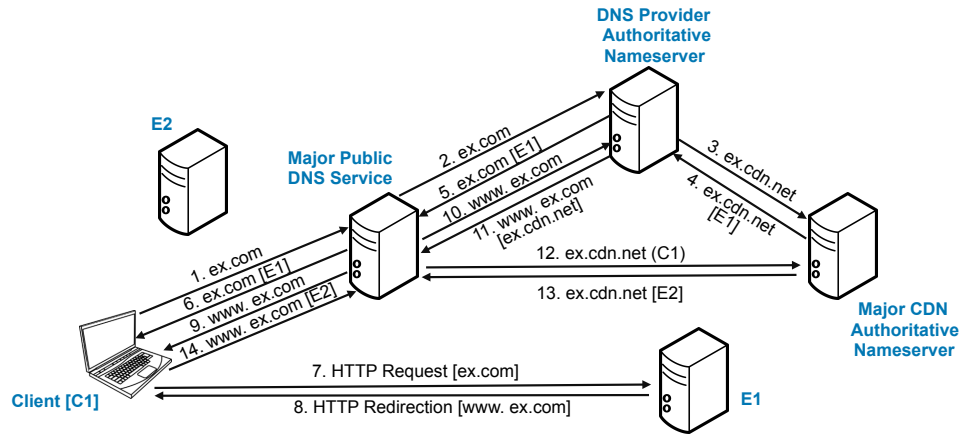 DNS Provider
Authoritative
Nameserver
E2
Major Public
DNS Service
2. ex.com
5. ex.com [E1]
10. www. ex.com
11. www. ex.com
[ex.cdn.net]
3. ex.cdn.net
4. ex.cdn.net
[E1]
1. ex.com
6. ex.com [E1]
9. www. ex.com
14. www. ex.com [E2]
12. ex.cdn.net (C1)
13. ex.cdn.net [E2]
Major CDN
Authoritative
Nameserver
7. HTTP Request [ex.com]
8. HTTP Redirection [www. ex.com]
Client [C1]
E1